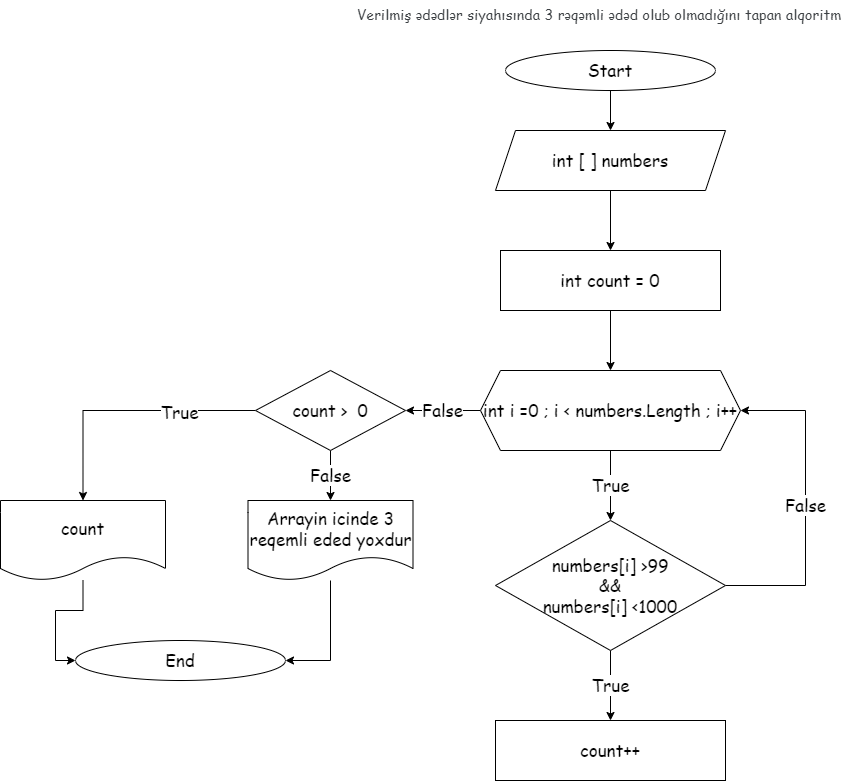 Verilmiş ədədlər siyahısında 3 rəqəmli ədəd olub olmadığını tapan alqoritm
Start
int [ ] numbers
int count = 0
int i =0 ; i < numbers.Length ; i++
False
count > 0
True
False
count
Arrayin icinde 3
reqemli eded yoxdur
End
True
numbers[i] >99
&&
numbers[i] <1000
False
True
count++